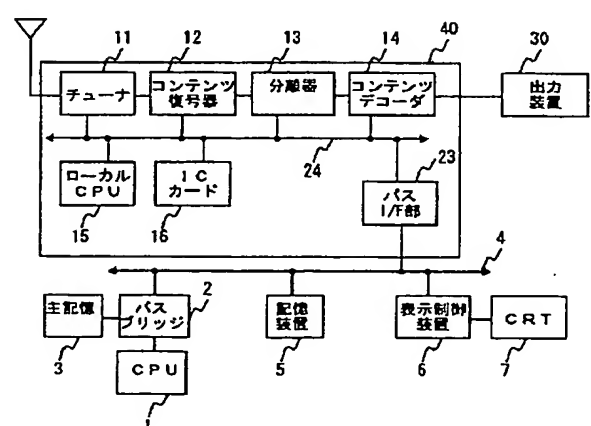 11
12
13
14
40
30
チューナ
コンテンツ
復号器
分離器
コンテンツ
デコーダ
出力
装置
24
23
ローカル
CPU
IC
カード
バス
I/F部
15
16
4
主記憶
2
バス
ブリッジ
記憶
装置
表示制御
装置
CRT
3
5
6
7
CPU
1